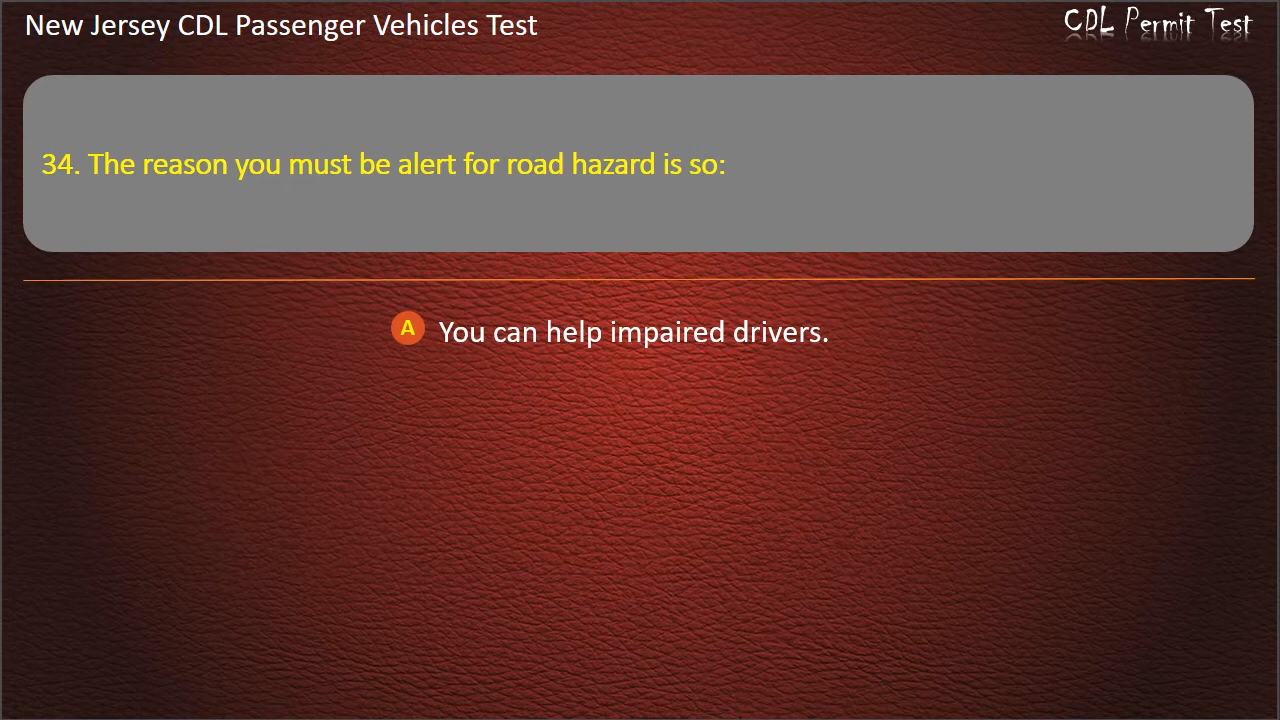 New Jersey CDL Passenger Vehicles Test
CDL Permit Test
34. The reason you must be alert for road hazard is so:
A You can help impaired drivers.